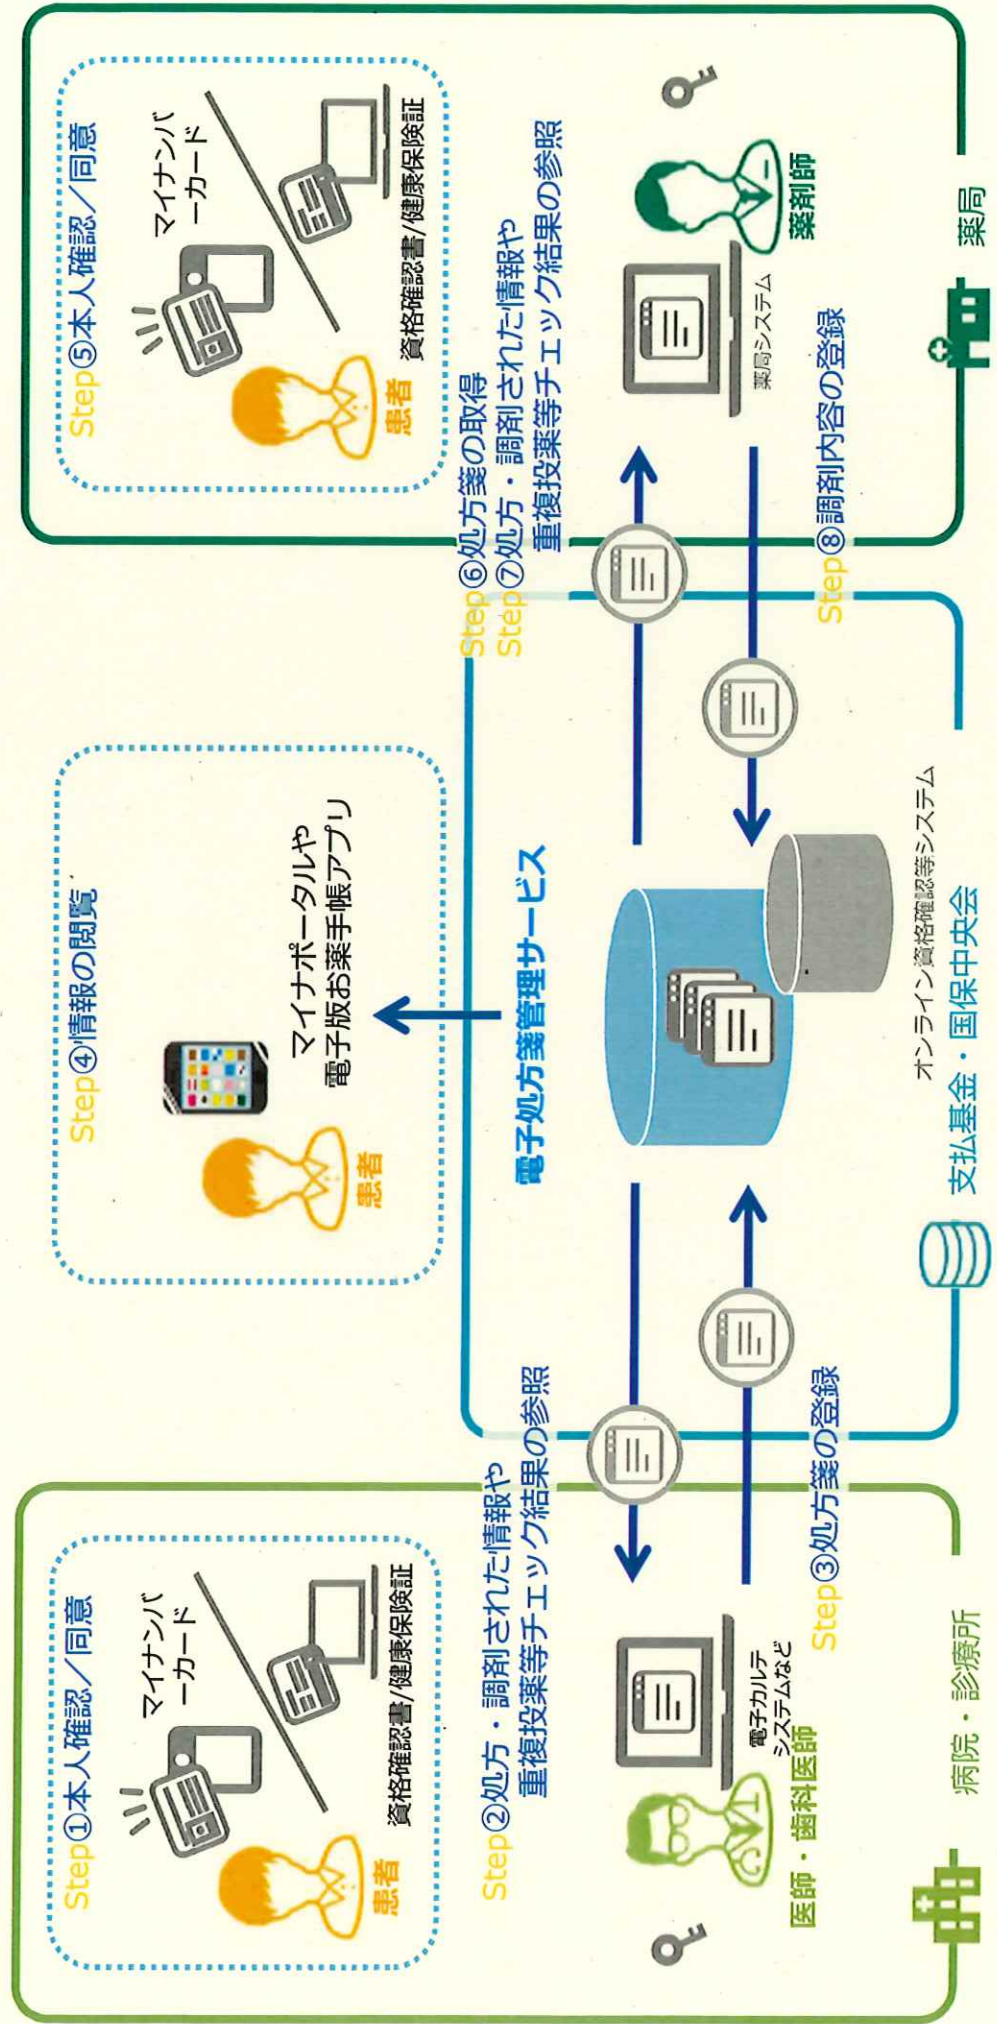 Step①本人確認／同意
マイナンバ
ーカード
資格確認書/健康保険証
患者
Step②処方・調剤された情報や
重複投薬等チェック結果の参照
医師・歯科医師
電子カルテ
システムなど
Step③処方箋の登録
病院・診療所
Step④情報の閲覧
マイナポータルや
電子版お薬手帳アプリ
患者
電子処方箋管理サービス
オンライン資格確認等システム
支払基金・国保中央会
Step⑤本人確認／同意
マイナンバ
ーカード
資格確認書/健康保険証
患者
Step⑥処方箋の取得
Step⑦処方・調剤された情報や
重複投薬等チェック結果の参照
薬局システム
薬剤師
Step⑧調剤内容の登録
薬局